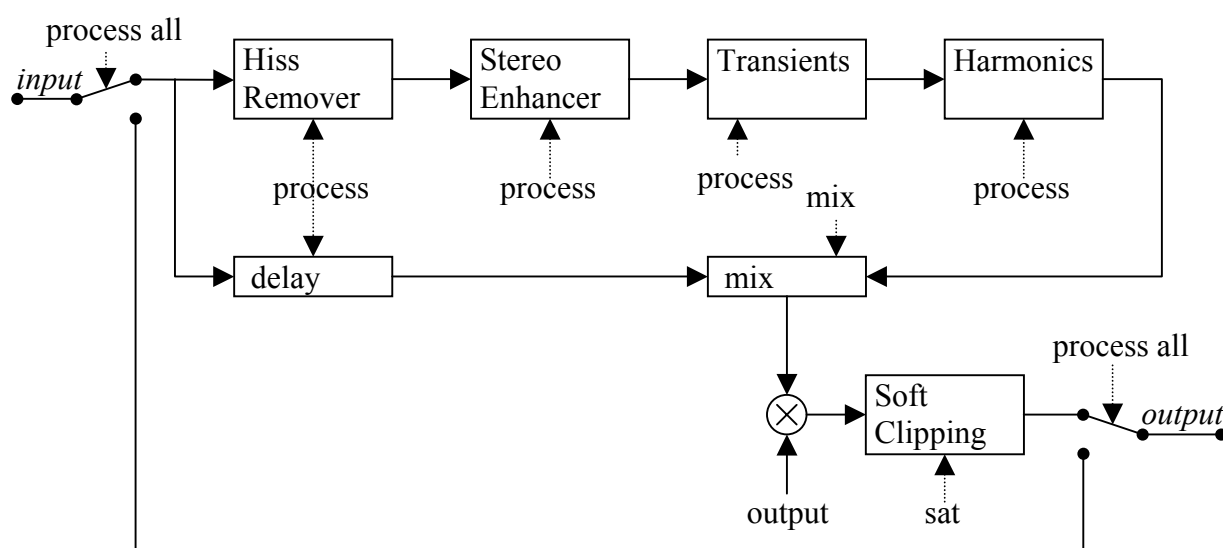 process all
input
Hiss
Remover
Stereo
Enhancer
Transients
Harmonics
process
process
process
process
mix
delay
mix
process all
Soft
Clipping
output
output
sat